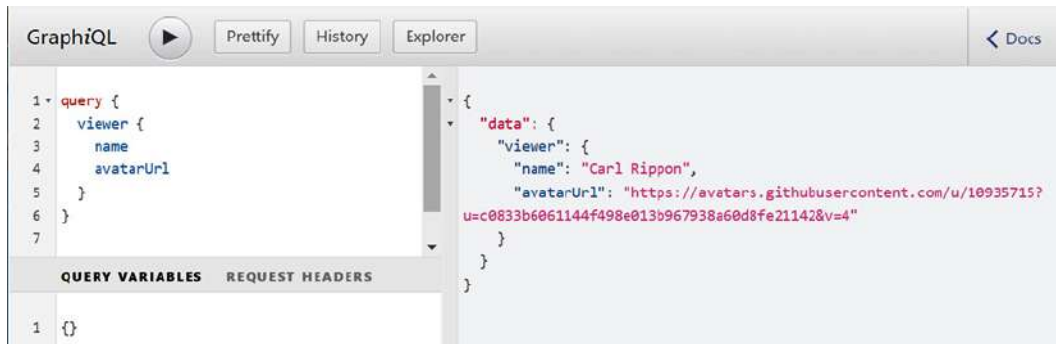 GraphiQL Prettify History Explorer Docs
1 query {
2 viewer {
3 name
4 avatarUrl
5 }
6 }
7
QUERY VARIABLES REQUEST HEADERS
1 {}
{
"data": {
"viewer": {
"name": "Carl Rippon",
"avatarUrl": "https://avatars.githubusercontent.com/u/10935715?
u=c0833b6061144f498e013b967938a60d8fe21142&v=4"
}
}
}